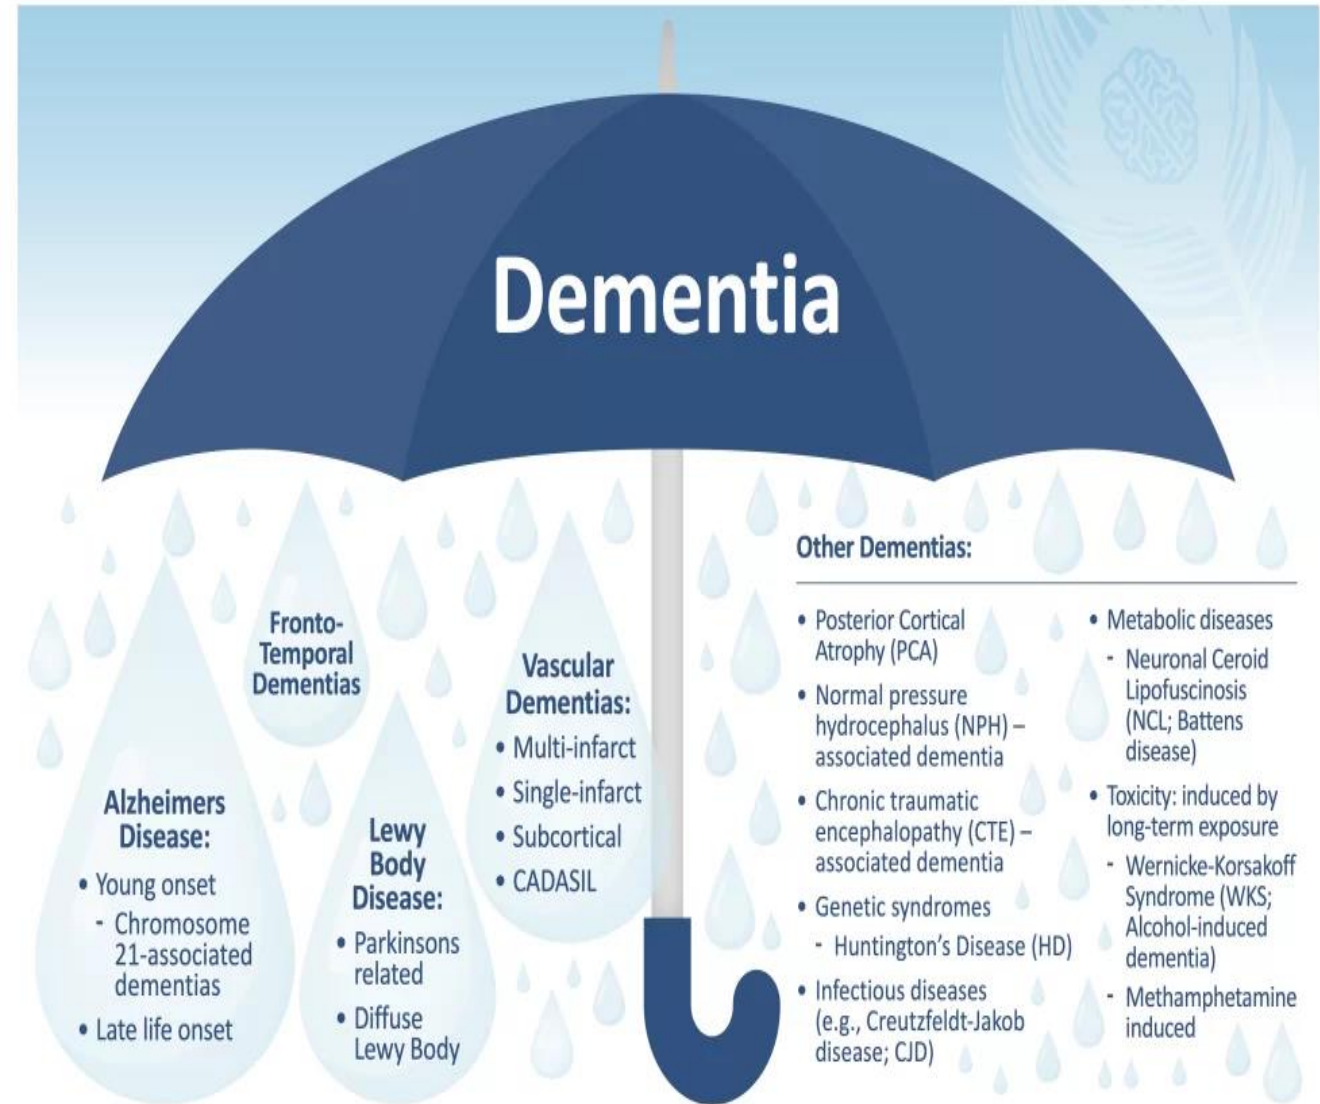 Dementia
Fronto-
Temporal
Dementias
Alzheimers
Disease:
• Young onset
- Chromosome
21-associated
dementias
• Late life onset
Lewy
Body
Disease:
• Parkinsons
related
• Diffuse
Lewy Body
Vascular
Dementias:
• Multi-infarct
• Single-infarct
• Subcortical
• CADASIL
Other Dementias:
• Posterior Cortical
Atrophy (PCA)
• Normal pressure
hydrocephalus (NPH) –
associated dementia
• Chronic traumatic
encephalopathy (CTE) –
associated dementia
• Genetic syndromes
- Huntington's Disease (HD)
• Infectious diseases
(e.g., Creutzfeldt-Jakob
disease; CJD)
• Metabolic diseases
- Neuronal Ceroid
Lipofuscinosis
(NCL; Battens
disease)
• Toxicity: induced by
long-term exposure
- Wernicke-Korsakoff
Syndrome (WKS;
Alcohol-induced
dementia)
- Methamphetamine
induced